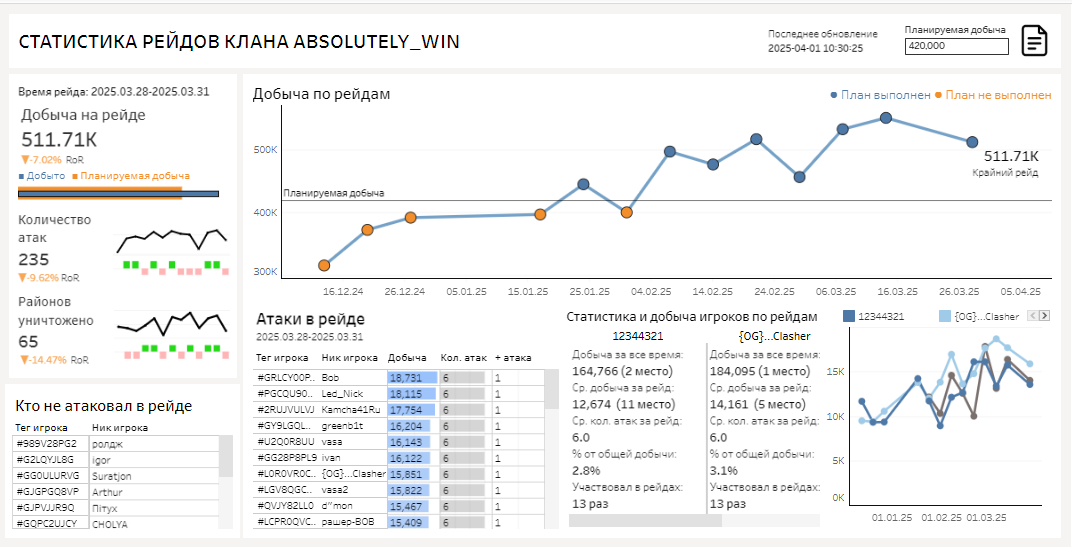 СТАТИСТИКА РЕЙДОВ КЛАНА ABSOLUTELY_WIN
Последнее обновление
2025-04-01 10:30:25
Планируемая добыча
420,000
Время рейда: 2025.03.28-2025.03.31
Добыча на рейде
511.71K
▼-7.02% RoR
Добыто Планируемая добыча
Количество
атак
235
▼-9.62% RoR
Районов
уничтожено
65
▼-14.47% RoR
Кто не атаковал в рейде
Тег игрока Ник игрока
#989V28PG2 ролдж
#G2LQYJL8G igor
#GG0ULURVG Suratjon
#GJGPGQ8VP Arthur
#GJPVJJR9Q Пітух
#GQPC2UJCY CHOLYA
Добыча по рейдам
План выполнен План не выполнен
500K
400K
300K
Планируемая добыча
511.71K
Крайний рейд
16.12.24 26.12.24 05.01.25 15.01.25 25.01.25 04.02.25 14.02.25 24.02.25 06.03.25 16.03.25 26.03.25 05.04.25
Атаки в рейде
2025.03.28-2025.03.31
Тег игрока Ник игрока Добыча Кол. атак + атака
#GRLCY00P.. Bob 18,731 6 1
#PGCQU90.. Led_Nick 18,115 6 1
#2RUJVULVJ Kamcha41Ru 17,754 6 1
#GY9LGQL.. greenb1t 16,204 6 1
#U2Q0R8UU vasa 16,143 6 1
#GG28P8PL9 ivan 16,122 6 1
#L0R0VR0C.. {OG}...Clasher 15,851 6 1
#LGV8QGC.. vasa2 15,822 6 1
#QVJY82LL0 d'''mon 15,467 6 1
#LCPR0QVC.. рашер-BOB 15,409 6 1
Статистика и добыча игроков по рейдам
12344321 {OG}...Clasher
Добыча за все время: Добыча за все время:
164,766 (2 место) 184,095 (1 место)
Ср. добыча за рейд: Ср. добыча за рейд:
12,674 (11 место) 14,161 (5 место)
Ср. кол. атак за рейд: Ср. кол. атак за рейд:
6.0 6.0
% от общей добычи: % от общей добычи:
2.8% 3.1%
Участвовал в рейдах: Участвовал в рейдах:
13 раз 13 раз
12344321 {OG}...Clasher
15K
10K
5K
0K
01.01.25 01.02.25 01.03.25